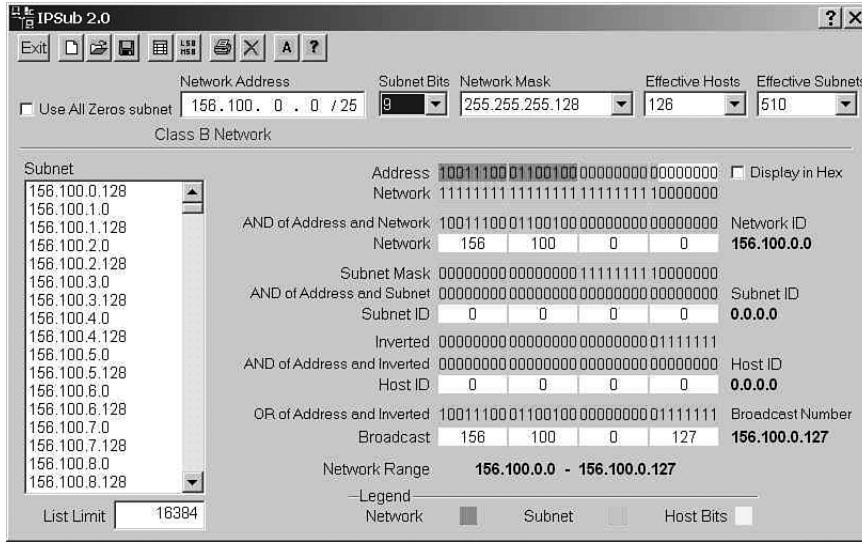 IPSub 2.0
Exit A ?
Network Address Subnet Bits Network Mask Effective Hosts Effective Subnets
Use All Zeros subnet 156 . 100 . 0 . 0 / 25 9 255.255.255.128 126 510
Class B Network
Subnet
156.100.0.128
156.100.1.0
156.100.1.128
156.100.2.0
156.100.2.128
156.100.3.0
156.100.3.128
156.100.4.0
156.100.4.128
156.100.5.0
156.100.5.128
156.100.6.0
156.100.6.128
156.100.7.0
156.100.7.128
156.100.8.0
156.100.8.128
List Limit 16384
Address 10011100 01100100 00000000 00000000 Display in Hex
Network 11111111 11111111 11111111 10000000
AND of Address and Network 10011100 01100100 00000000 00000000 Network ID
Network 156 100 0 0 156.100.0.0
Subnet Mask 00000000 00000000 11111111 10000000
AND of Address and Subnet 00000000 00000000 00000000 00000000 Subnet ID
Subnet ID 0 0 0 0 0.0.0.0
Inverted 00000000 00000000 00000000 01111111
AND of Address and Inverted 00000000 00000000 00000000 00000000 Host ID
Host ID 0 0 0 0 0.0.0.0
OR of Address and Inverted 10011100 01100100 00000000 01111111 Broadcast Number
Broadcast 156 100 0 127 156.100.0.127
Network Range 156.100.0.0 - 156.100.0.127
Legend
Network Subnet Host Bits